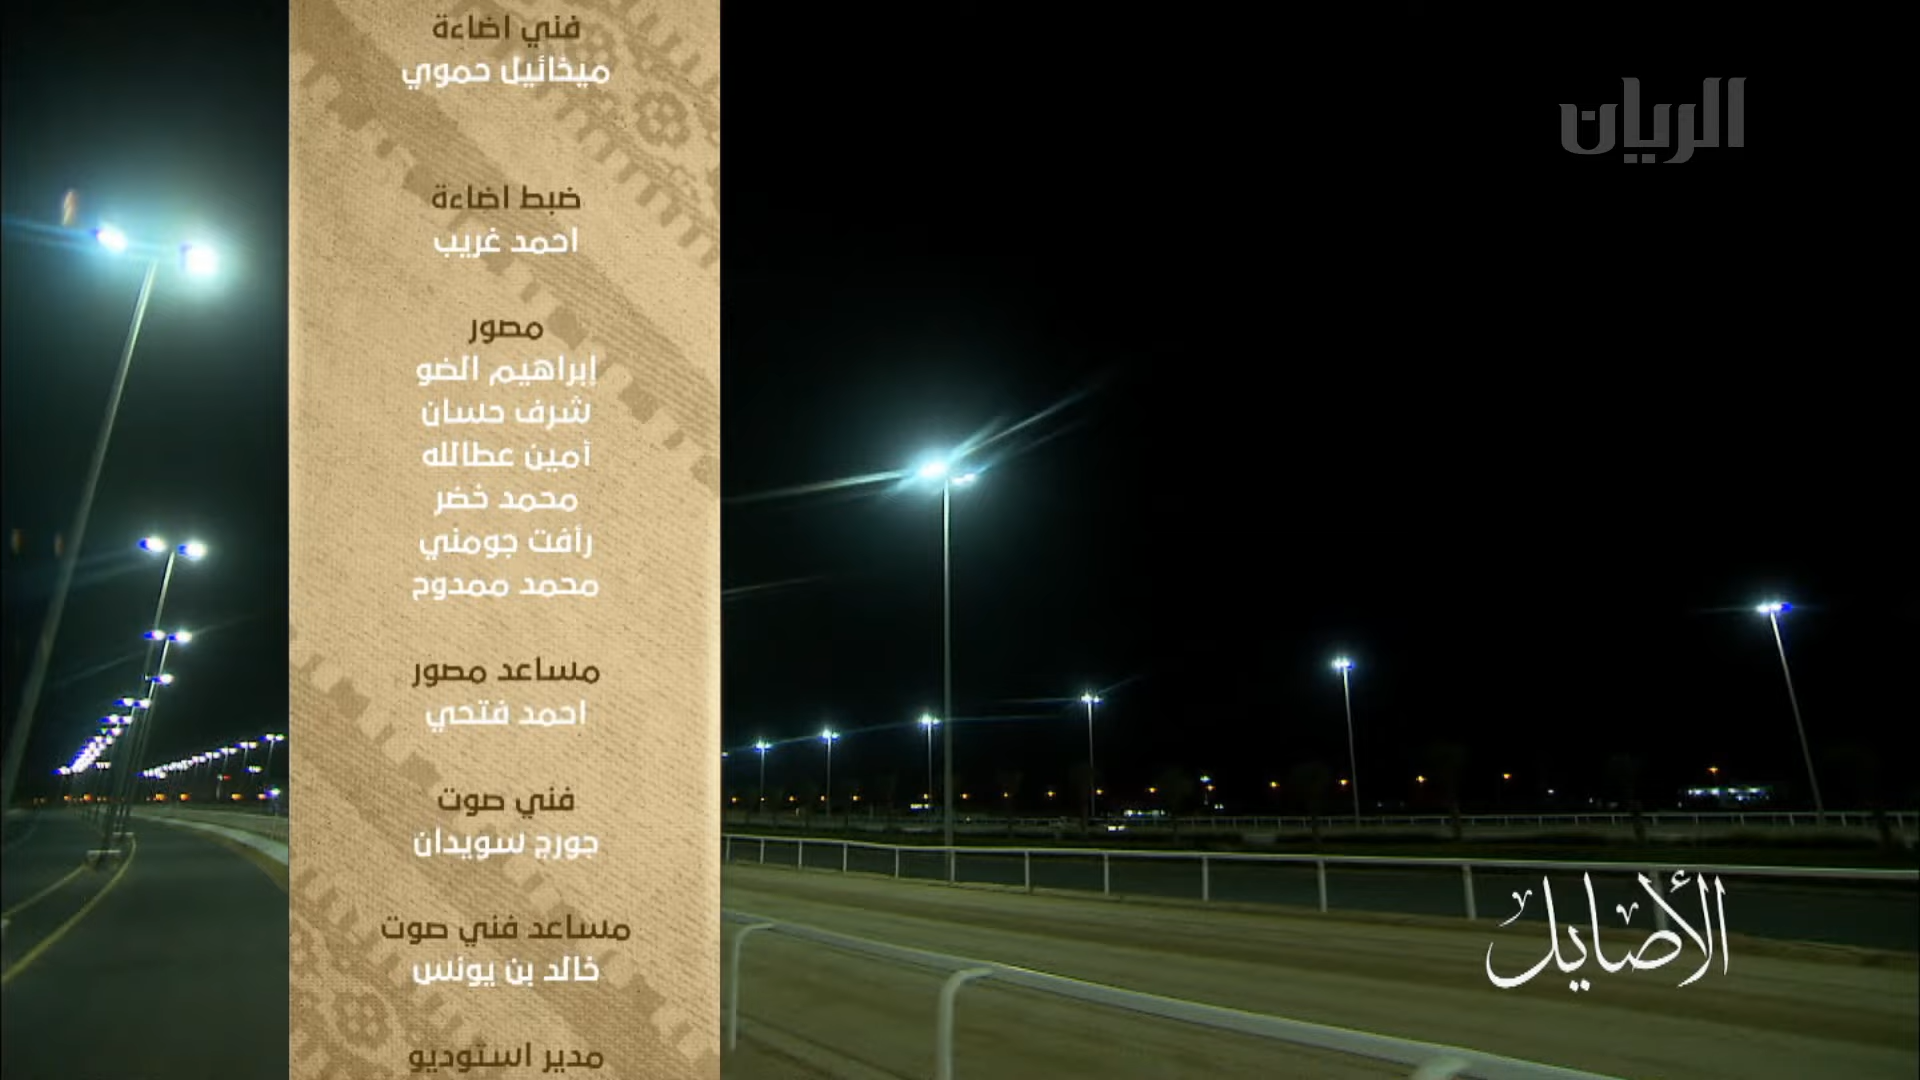 فني اضاءة
ميخائيل حموي
ضبط اضاءة
احمد غريب
مصور
إبراهيم الضو
شرف حسان
أمين عطالله
محمد خضر
رأفت جومني
محمد ممدوح
مساعد مصور
احمد فتحي
فني صوت
جورج سويدان
مساعد فني صوت
خالد بن يونس
مدير استوديو
الريان
الأصايل